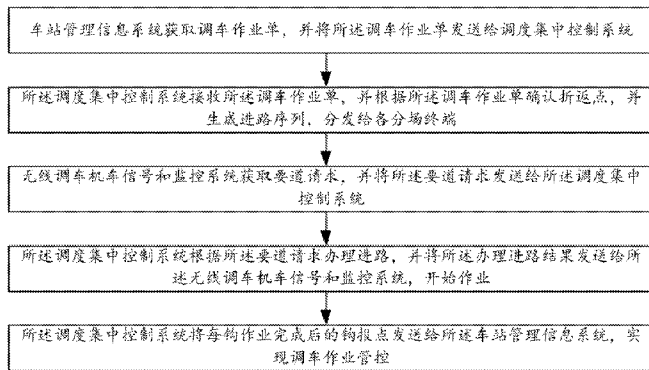 车站管理信息系统获取调车作业单，并将所述调车作业单发送给调度集中控制系统
所述调度集中控制系统接收所述调车作业单，并根据所述调车作业单确认折返点，并
生成进路序列，分发给各分场终端
无线调车机车信号和监控系统获取要道请求，并将所述要道请求发送给所述调度集中
控制系统
所述调度集中控制系统根据所述要道请求办理进路，并将所述办理进路结果发送给所
述无线调车机车信号和监控系统，开始作业
所述调度集中控制系统将每钩作业完成后的钩报点发送给所述车站管理信息系统，实
现调车作业管控